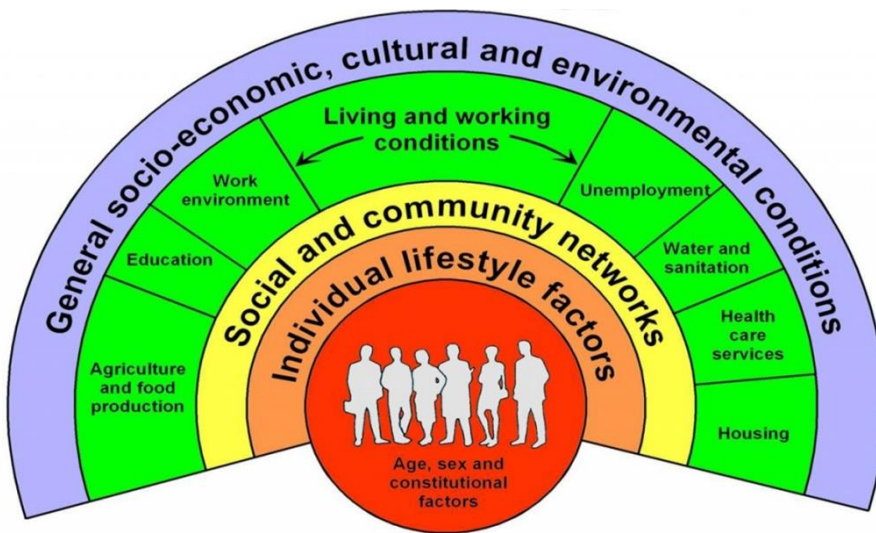 General socio-economic, cultural and environmental conditions
Living and working
conditions
Work
environment
Education
Agriculture
and food
production
Unemployment
Water and
sanitation
Health
care
services
Housing
Social and community networks
Individual lifestyle factors
Age, sex and
constitutional
factors